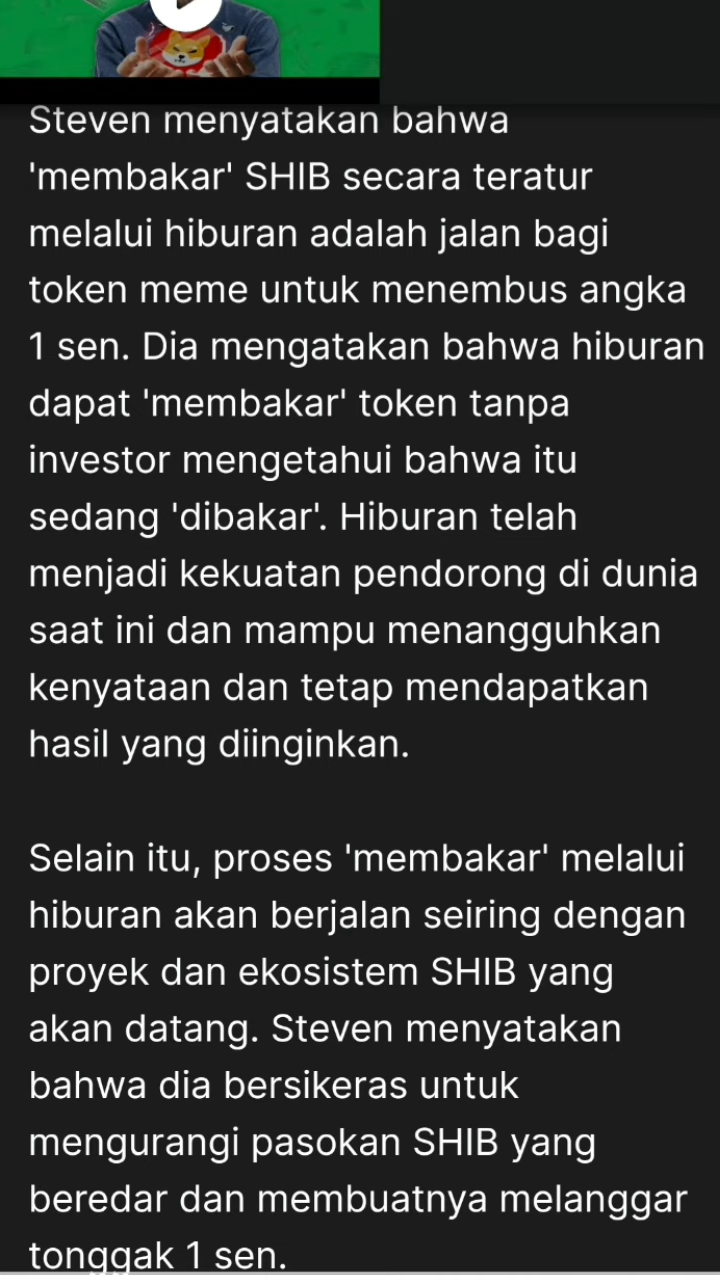 Steven menyatakan bahwa
'membakar' SHIB secara teratur
melalui hiburan adalah jalan bagi
token meme untuk menembus angka
1 sen. Dia mengatakan bahwa hiburan
dapat 'membakar' token tanpa
investor mengetahui bahwa itu
sedang 'dibakar'. Hiburan telah
menjadi kekuatan pendorong di dunia
saat ini dan mampu menangguhkan
kenyataan dan tetap mendapatkan
hasil yang diinginkan.
Selain itu, proses 'membakar' melalui
hiburan akan berjalan seiring dengan
proyek dan ekosistem SHIB yang
akan datang. Steven menyatakan
bahwa dia bersikeras untuk
mengurangi pasokan SHIB yang
beredar dan membuatnya melanggar
tonggak 1 sen.